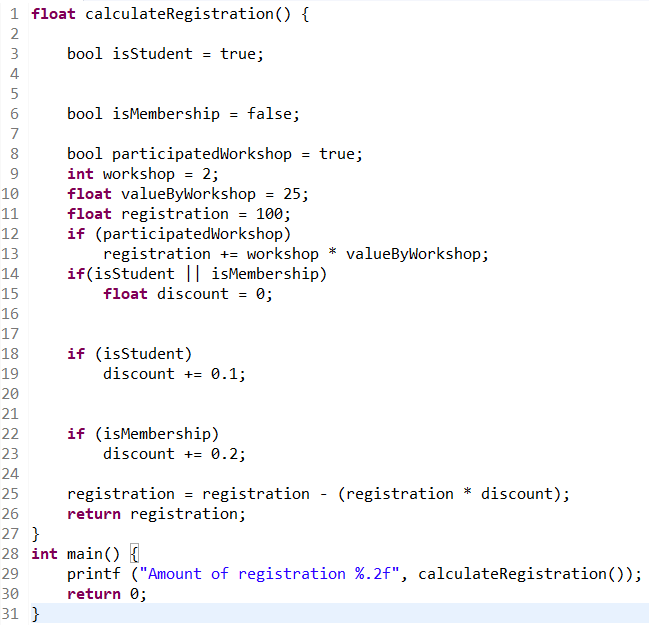 1 float calculateRegistration() {
2
3     bool isStudent = true;
4
5
6     bool isMembership = false;
7
8     bool participatedWorkshop = true;
9     int workshop = 2;
10     float valueByWorkshop = 25;
11     float registration = 100;
12     if (participatedWorkshop)
13         registration += workshop * valueByWorkshop;
14     if(isStudent || isMembership)
15         float discount = 0;
16
17
18     if (isStudent)
19         discount += 0.1;
20
21
22     if (isMembership)
23         discount += 0.2;
24
25     registration = registration - (registration * discount);
26     return registration;
27 }
28 int main() {
29     printf ("Amount of registration %.2f", calculateRegistration());
30     return 0;
31 }